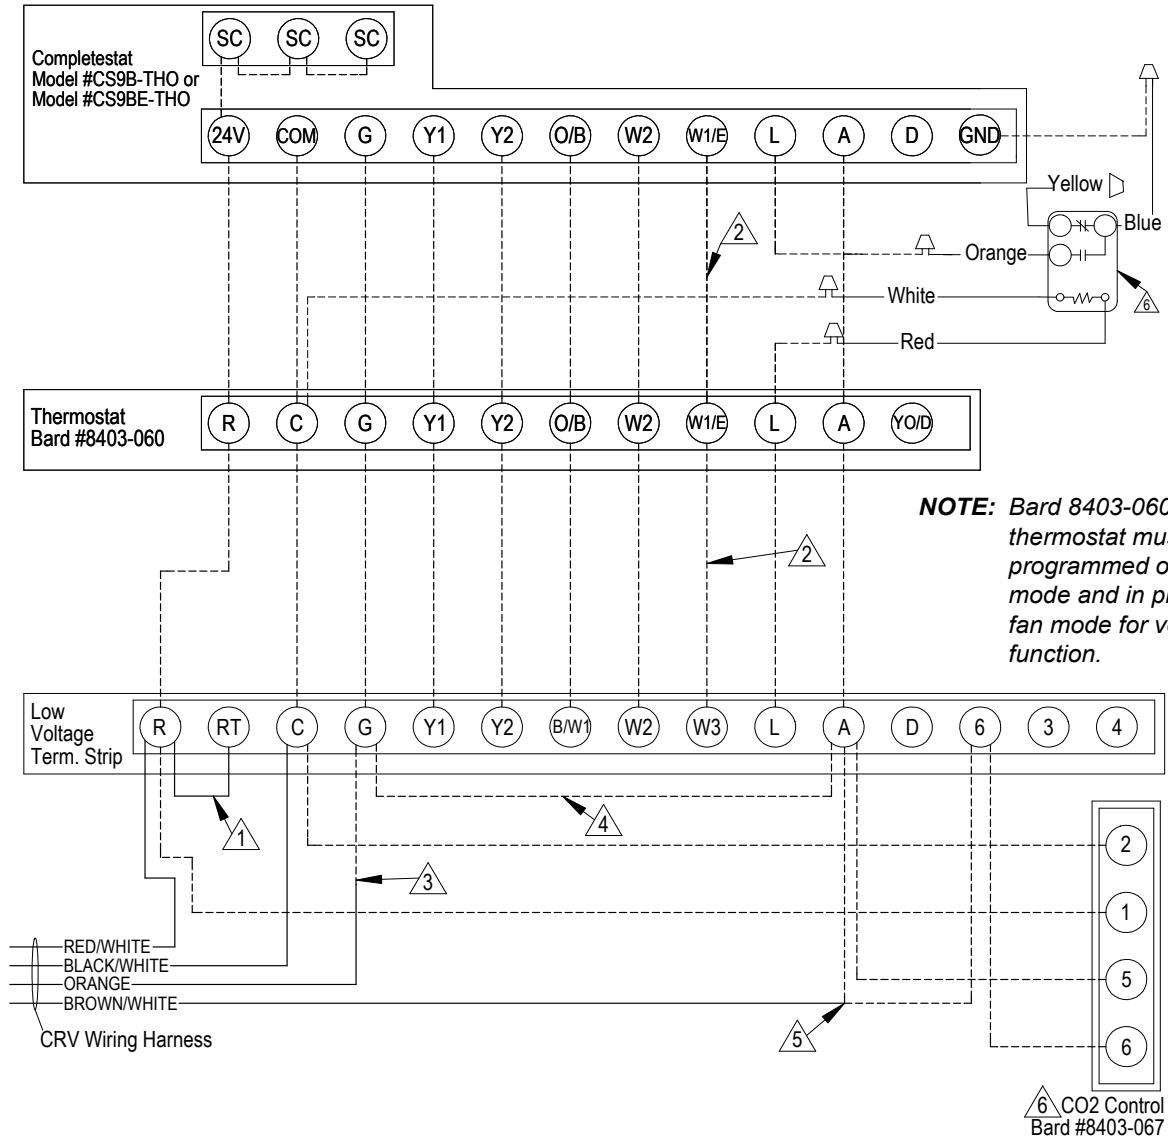 SC SC SC
Completestat
Model #CS9B-THO or
Model #CS9BE-THO
24V COM G Y1 Y2 O/B W2 W1/E L A D GND
Yellow
Blue
2
Orange
White
6
Red
Thermostat
Bard #8403-060
R C G Y1 Y2 O/B W2 W1/E L A YO/D
NOTE: Bard 8403-060
thermostat
programmed
mode and in
fan mode for
function.
2
Low
Voltage
Term. Strip
R RT C G Y1 Y2 B/W1 W2 W3 L A D 6 3 4
1
4
3
2
1
5
6
RED/WHITE
BLACK/WHITE
ORANGE
BROWN/WHITE
CRV Wiring Harness
5
6 CO2 Control
Bard #8403-067